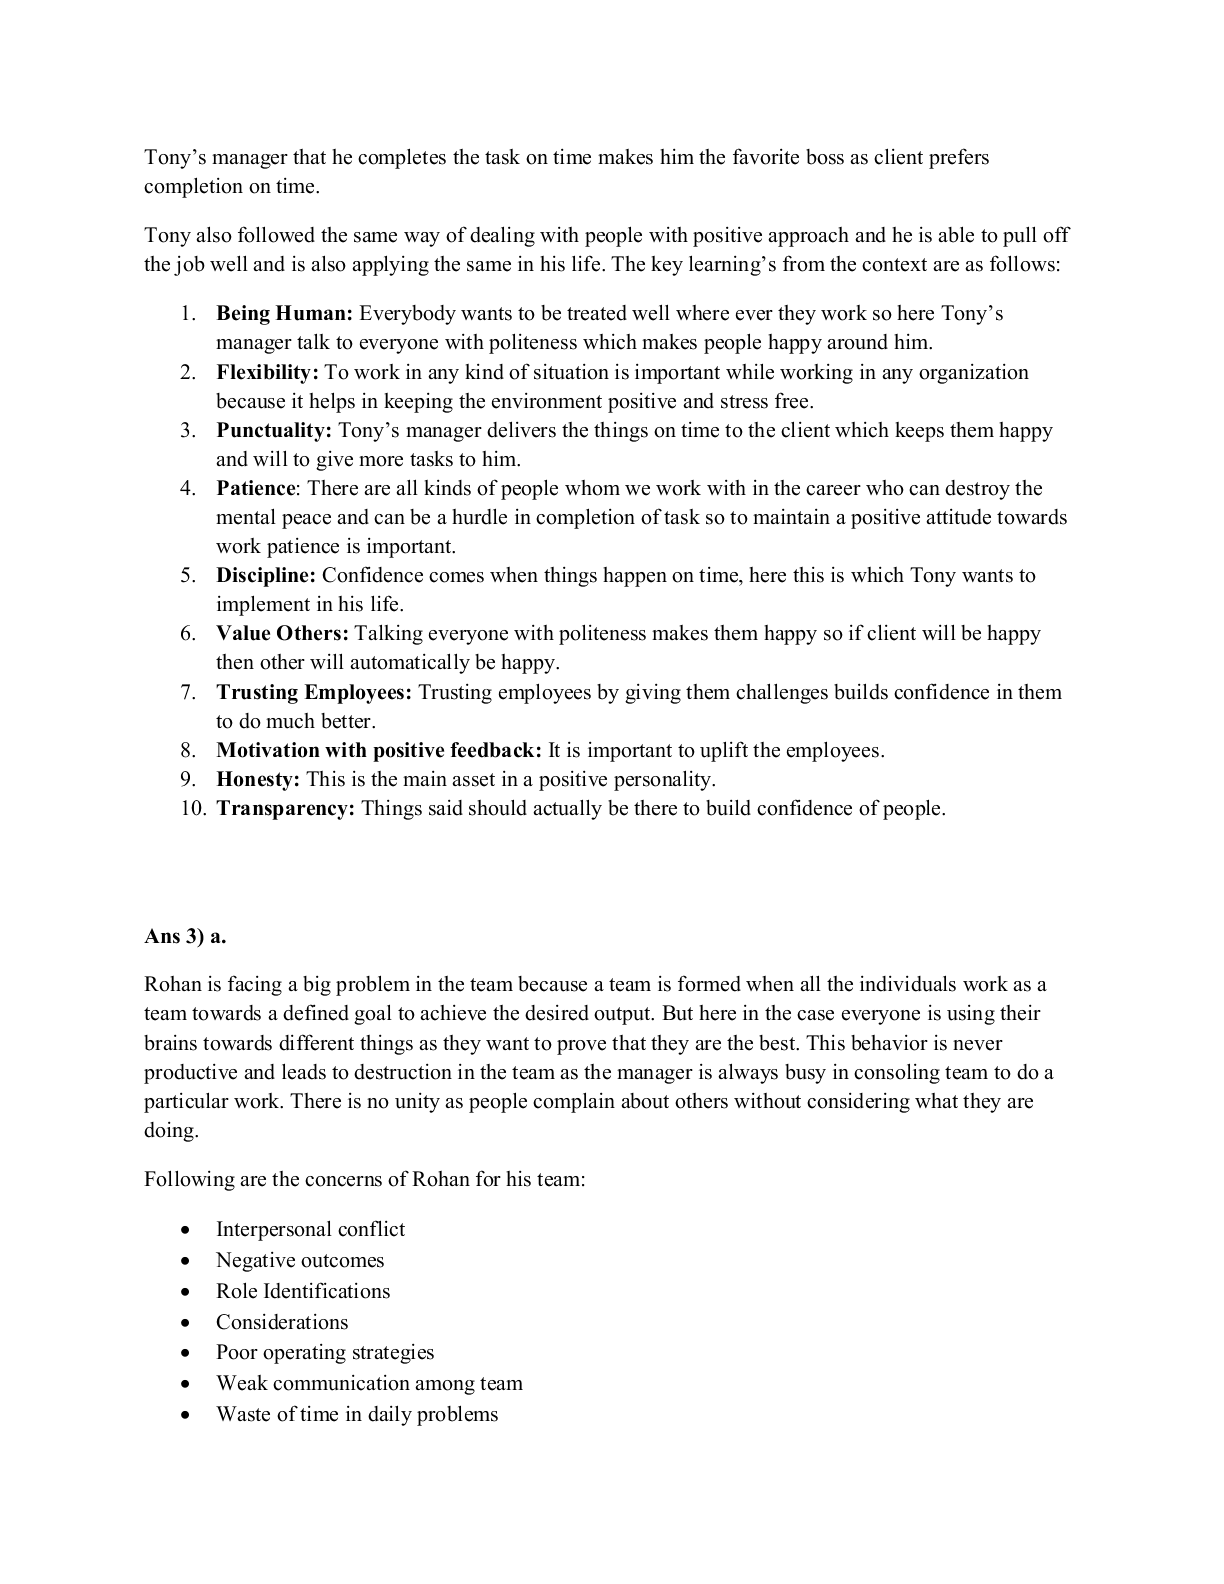 Tony’s manager that he completes the task on time makes him the favorite boss as client prefers
completion on time.
Tony also followed the same way of dealing with people with positive approach and he is able to pull off
the job well and is also applying the same in his life. The key learning’s from the context are as follows:
1. Being Human: Everybody wants to be treated well where ever they work so here Tony’s
manager talk to everyone with politeness which makes people happy around him.
2. Flexibility: To work in any kind of situation is important while working in any organization
because it helps in keeping the environment positive and stress free.
3. Punctuality: Tony’s manager delivers the things on time to the client which keeps them happy
and will to give more tasks to him.
4. Patience: There are all kinds of people whom we work with in the career who can destroy the
mental peace and can be a hurdle in completion of task so to maintain a positive attitude towards
work patience is important.
5. Discipline: Confidence comes when things happen on time, here this is which Tony wants to
implement in his life.
6. Value Others: Talking everyone with politeness makes them happy so if client will be happy
then other will automatically be happy.
7. Trusting Employees: Trusting employees by giving them challenges builds confidence in them
to do much better.
8. Motivation with positive feedback: It is important to uplift the employees.
9. Honesty: This is the main asset in a positive personality.
10. Transparency: Things said should actually be there to build confidence of people.
Ans 3) a.
Rohan is facing a big problem in the team because a team is formed when all the individuals work as a
team towards a defined goal to achieve the desired output. But here in the case everyone is using their
brains towards different things as they want to prove that they are the best. This behavior is never
productive and leads to destruction in the team as the manager is always busy in consoling team to do a
particular work. There is no unity as people complain about others without considering what they are
doing.
Following are the concerns of Rohan for his team:
• Interpersonal conflict
• Negative outcomes
• Role Identifications
• Considerations
• Poor operating strategies
• Weak communication among team
• Waste of time in daily problems